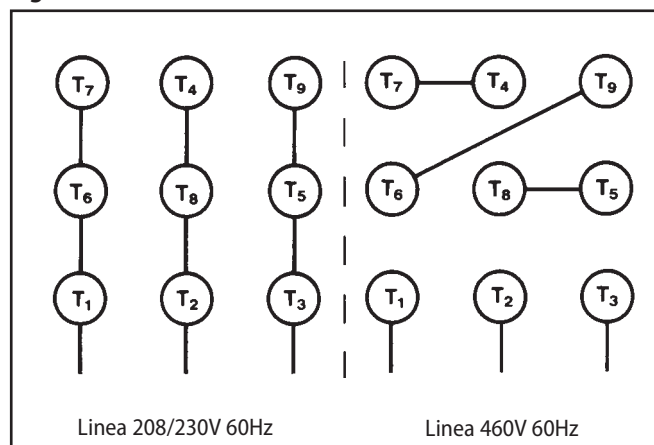 T₇ T₄ T₉ T₇ T₄ T₉
T₆ T₈ T₅ T₆ T₈ T₅
T₁ T₂ T₃ T₁ T₂ T₃
Linea 208/230V 60Hz Linea 460V 60Hz